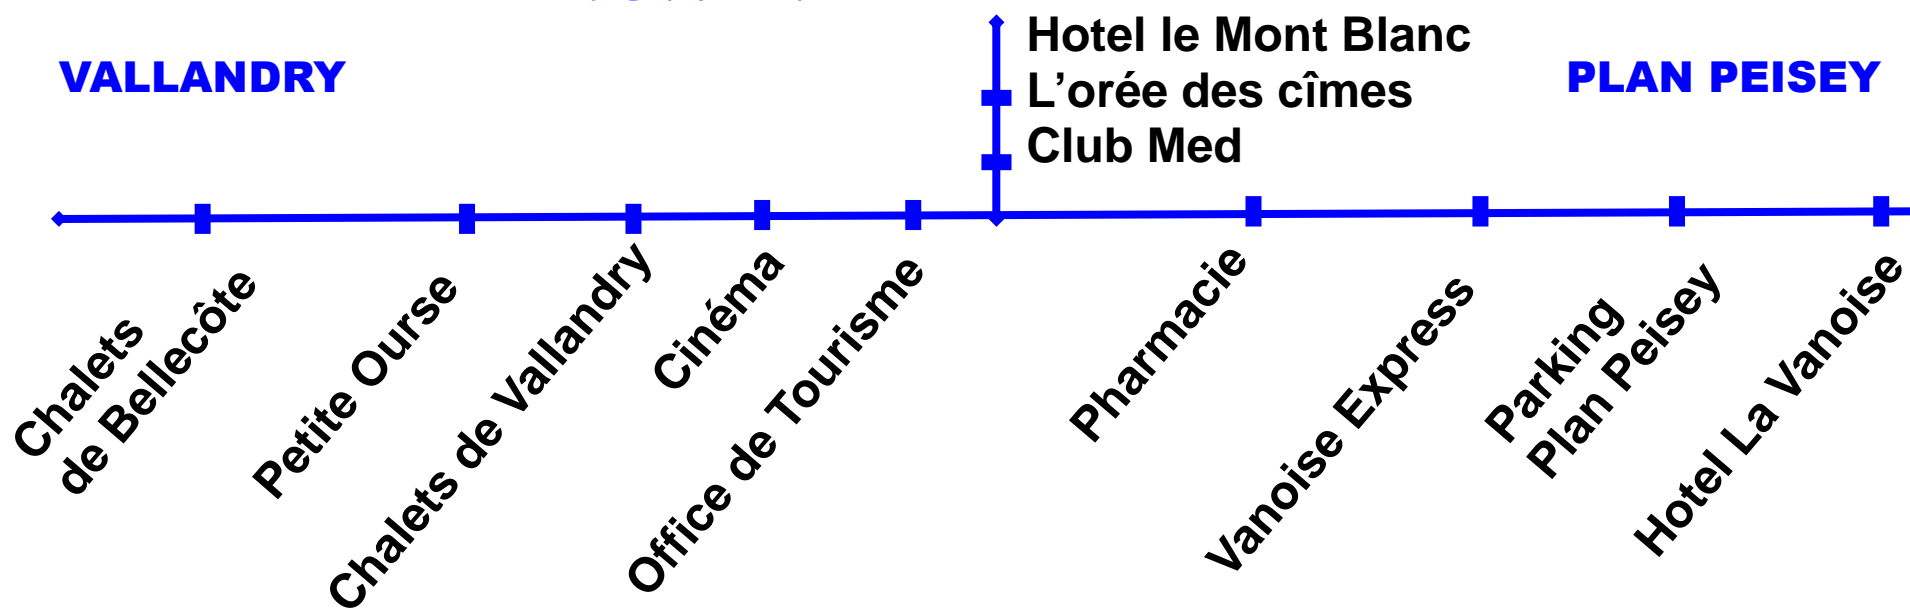 VALLANDRY
Hotel le Mont Blanc
L'orée des cîmes
Club Med
PLAN PEISEY
Chalets
de Bellecôte
Petite Ourse
Chalets de Vallandry
Cinéma
Office de Tourisme
Pharmacie
Vanoise Express
Parking
Plan Peisey
Hotel La Vanoise